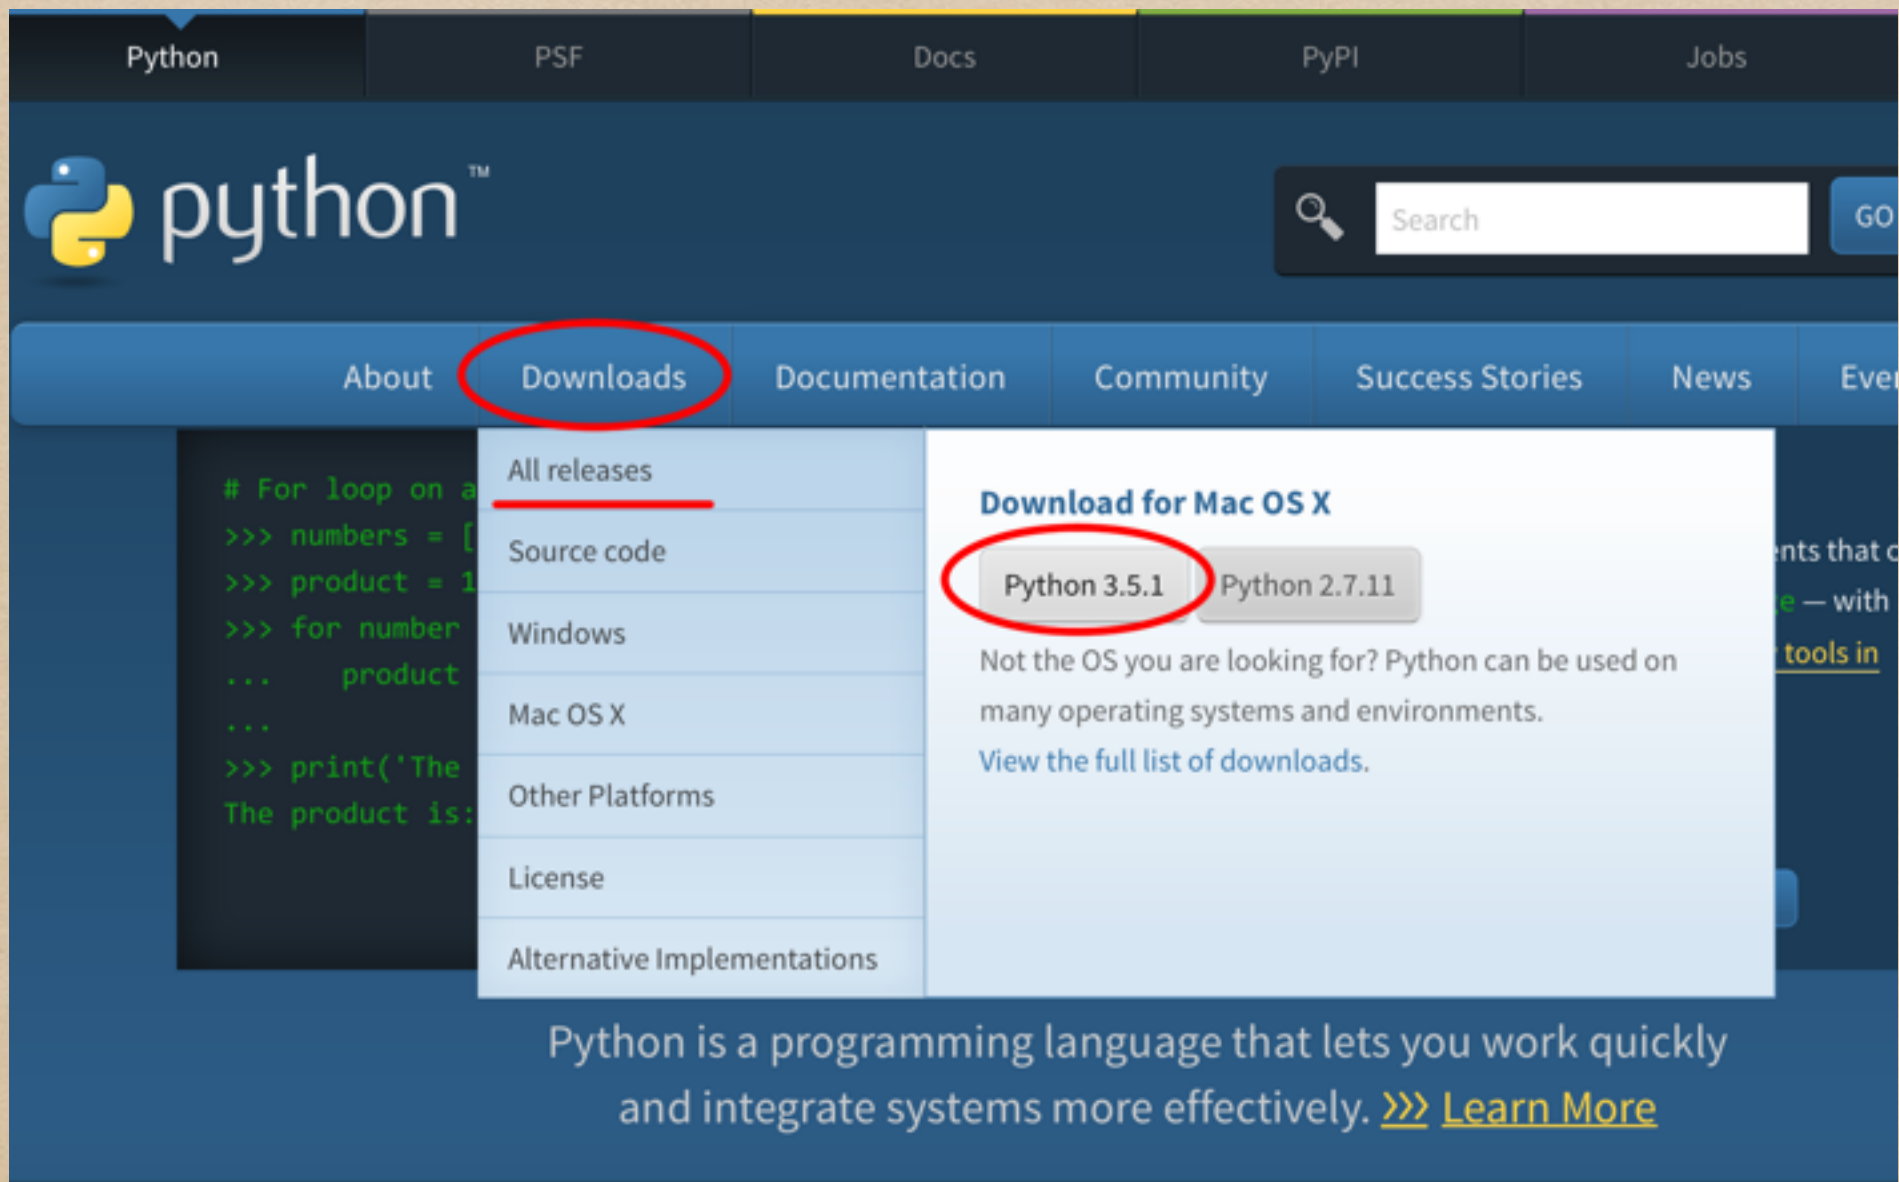 Python PSF Docs PyPI Jobs
python™
Search GO
About Downloads Documentation Community Success Stories News
# For loop on a
>>> numbers = [
>>> product = 1
>>> for number
... product
...
>>> print('The
The product is:
All releases
Source code
Windows
Mac OS X
Other Platforms
License
Alternative Implementations
Download for Mac OS X
Python 3.5.1 Python 2.7.11
Not the OS you are looking for? Python can be used on
many operating systems and environments.
View the full list of downloads.
that
— with
tools in
Python is a programming language that lets you work quickly
and integrate systems more effectively. >>> Learn More